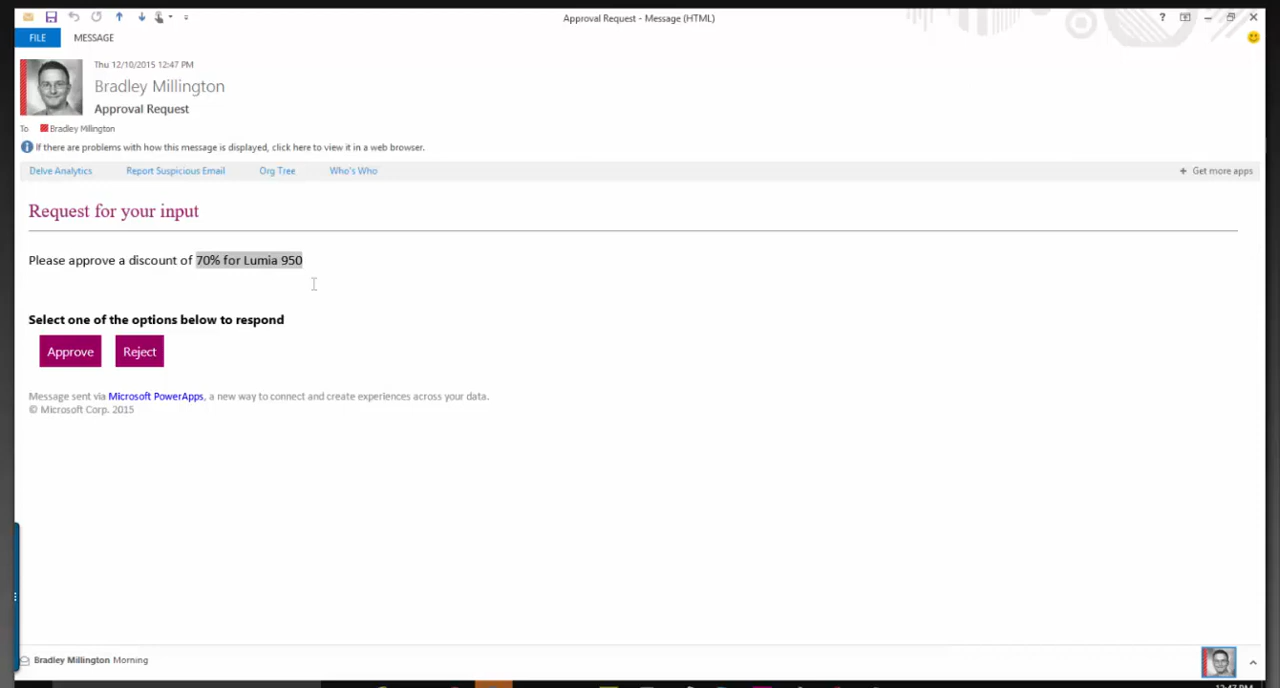 Approval Request - Message (HTML)
?
FILE MESSAGE
Thu 12/10/2015 12:47 PM
Bradley Millington
Approval Request
To Bradley Millington
If there are problems with how this message is displayed, click here to view it in a web browser.
Delve Analytics Report Suspicious Email Org Tree Who's Who + Get more apps
Request for your input
Please approve a discount of 70% for Lumia 950
Select one of the options below to respond
Approve Reject
Message sent via Microsoft PowerApps, a new way to connect and create experiences across your data.
© Microsoft Corp. 2015
Bradley Millington Morning
12:47 PM